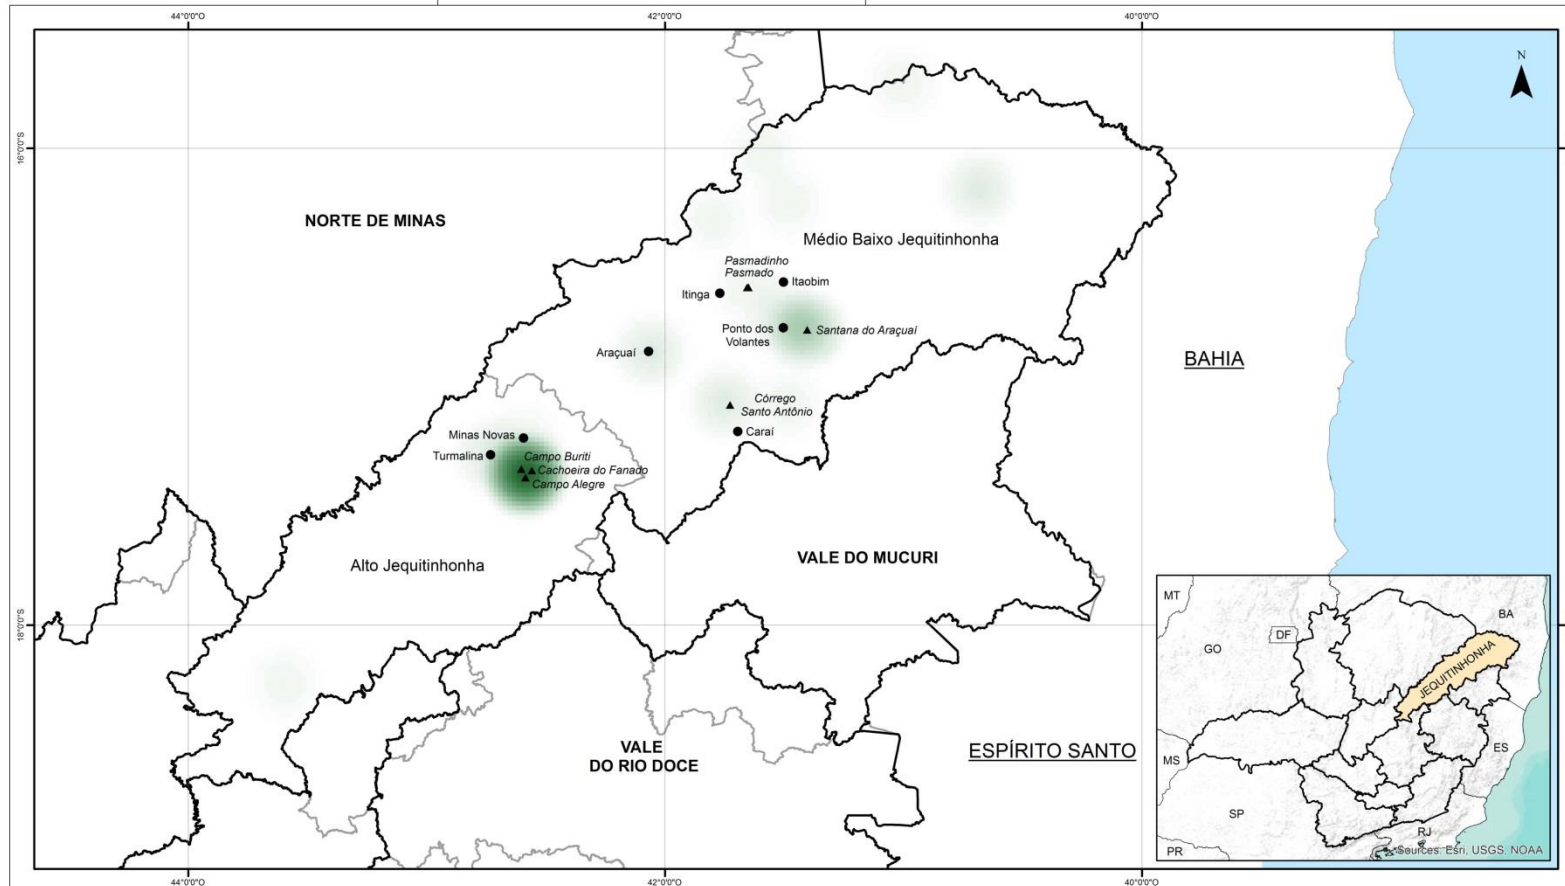 44°0'0"O
42°0'0"O
40°0'0"O
N
16°0'0"S
NORTE DE MINAS
Médio Baixo Jequitinhonha
Pasmadinho
Pasmado
Itaobim
Itinga
Ponto dos
Volantes
Santana do Araçuaí
Araçuaí
BAHIA
Córrego
Santo Antônio
Caraí
Minas Novas
Turmalina
Campo Buriti
Cachoeira do Fanado
Campo Alegre
VALE DO MUCURI
Alto Jequitinhonha
18°0'0"S
VALE
DO RIO DOCE
ESPÍRITO SANTO
MT
DF
BA
GO
JEQUITINHONHA
MS
ES
SP
RJ
PR
Sources: Esri, USGS, NOAA
44°0'0"O
42°0'0"O
40°0'0"O